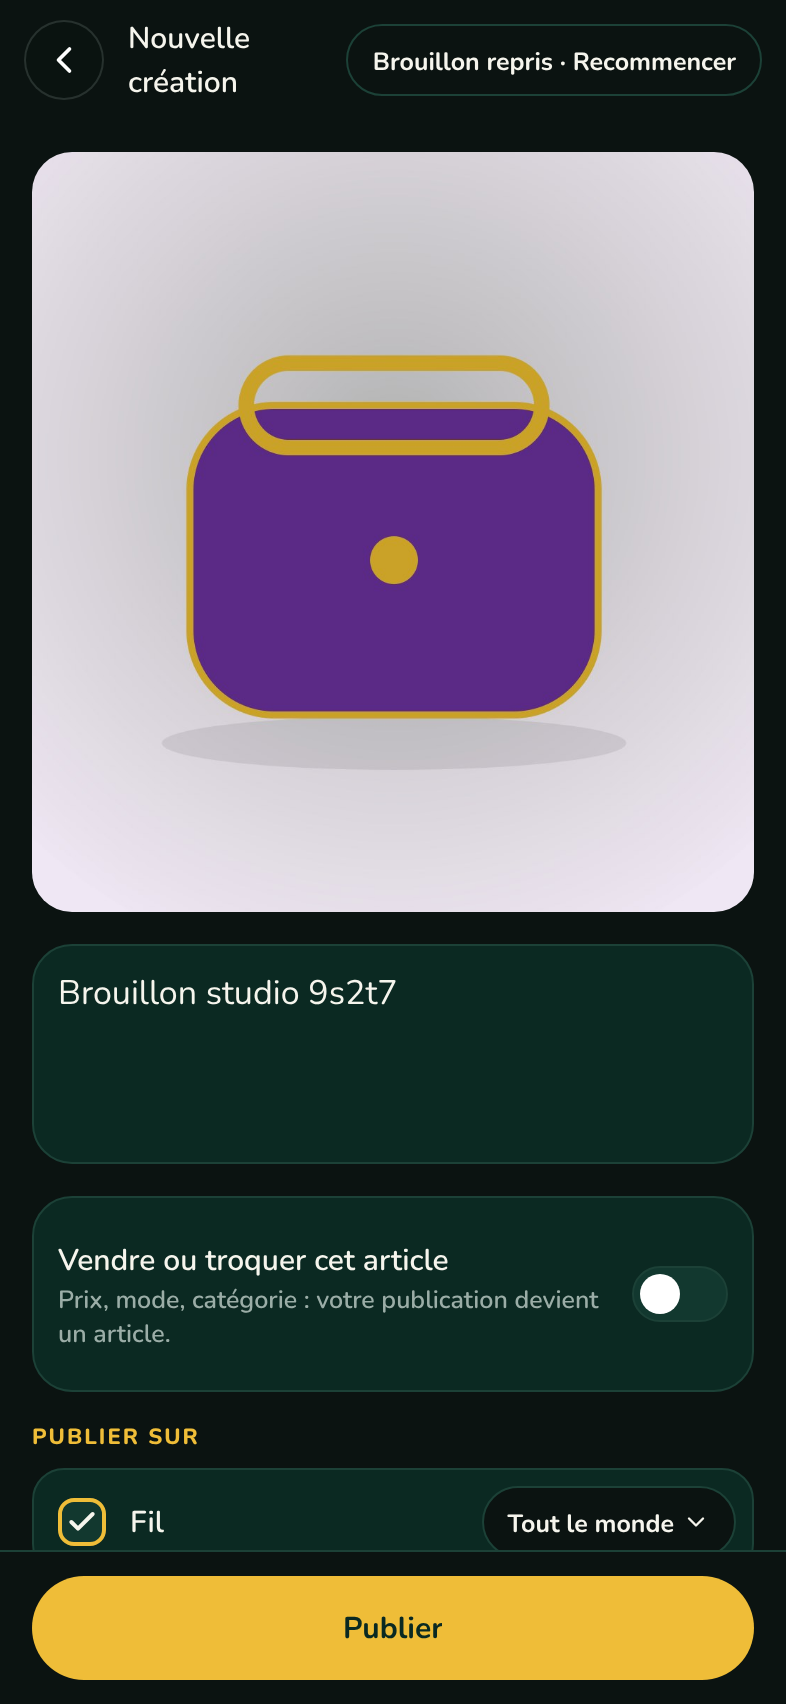 Nouvelle
création
Brouillon repris · Recommencer
Brouillon studio 9s2t7
Vendre ou troquer cet article
Prix, mode, catégorie : votre publication devient
un article.
PUBLIER SUR
Fil
Tout le monde
Publier